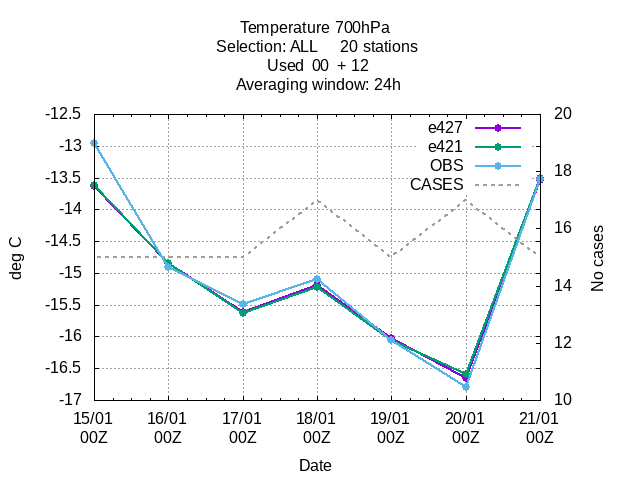 Temperature 700hPa
Selection: ALL     20 stations
Used  00  + 12
Averaging window: 24h
-12.5
-13
-13.5
-14
-14.5
-15
-15.5
-16
-16.5
-17
deg C
e427
e421
OBS
CASES
20
18
16
14
12
10
No cases
15/01 16/01 17/01 18/01 19/01 20/01 21/01
00Z 00Z 00Z 00Z 00Z 00Z 00Z
Date